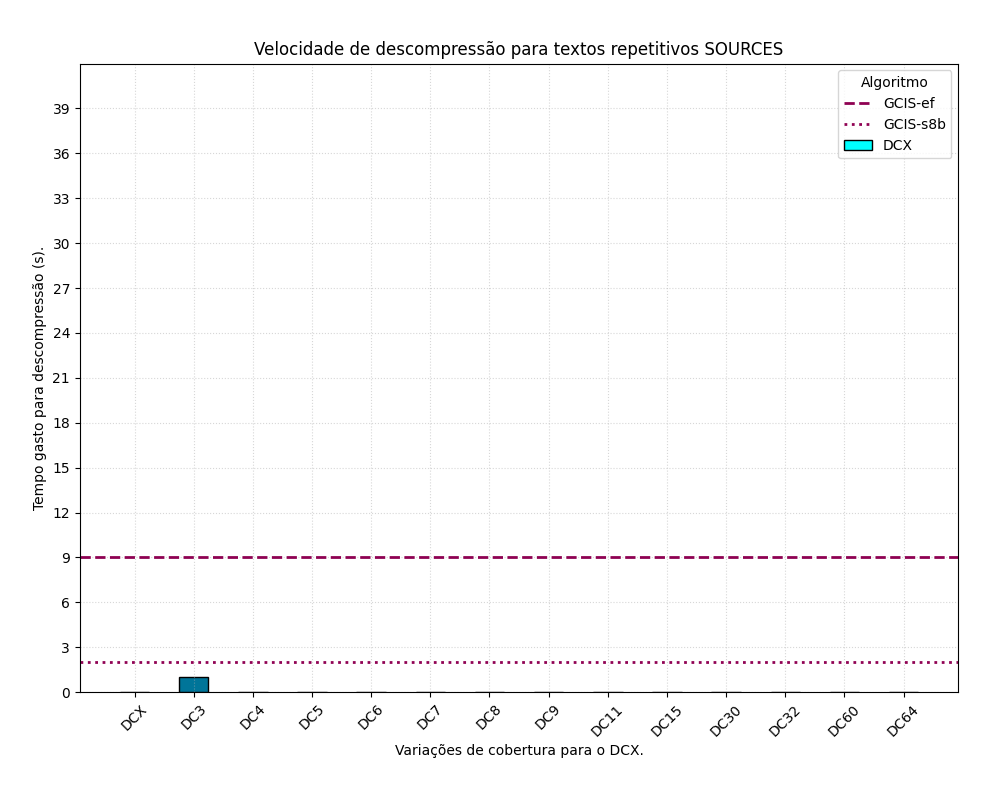 Velocidade de descompressão para textos repetitivos SOURCES
Algoritmo
GCIS-ef
GCIS-s8b
DCX
Tempo gasto para descompressão (s).
39
36
33
30
27
24
21
18
15
12
9
6
3
0
DCX
DC3
DC4
DC5
DC6
DC7
DC8
DC9
DC11
DC15
DC30
DC32
DC60
DC64
Variações de cobertura para o DCX.